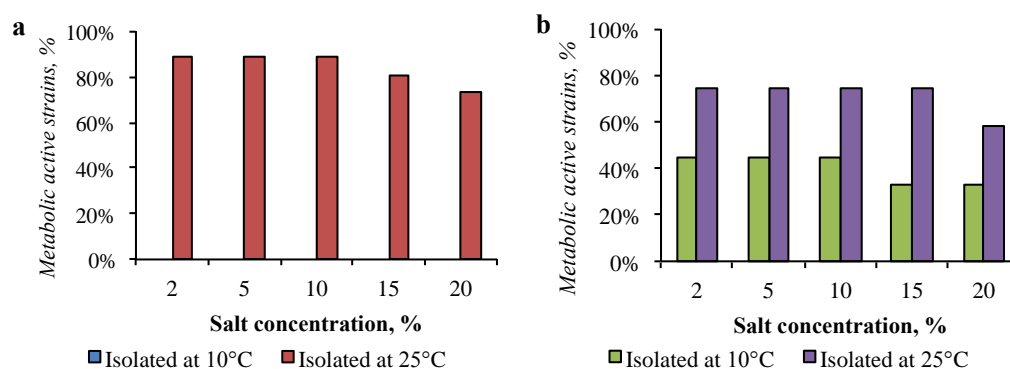 a
Metabolic active strains, %
100%
80%
60%
40%
20%
0%
2 5 10 15 20
Salt concentration, %
Isolated at 10°C Isolated at 25°C
b
Metabolic active strains, %
100%
80%
60%
40%
20%
0%
2 5 10 15 20
Salt concentration, %
Isolated at 10°C Isolated at 25°C